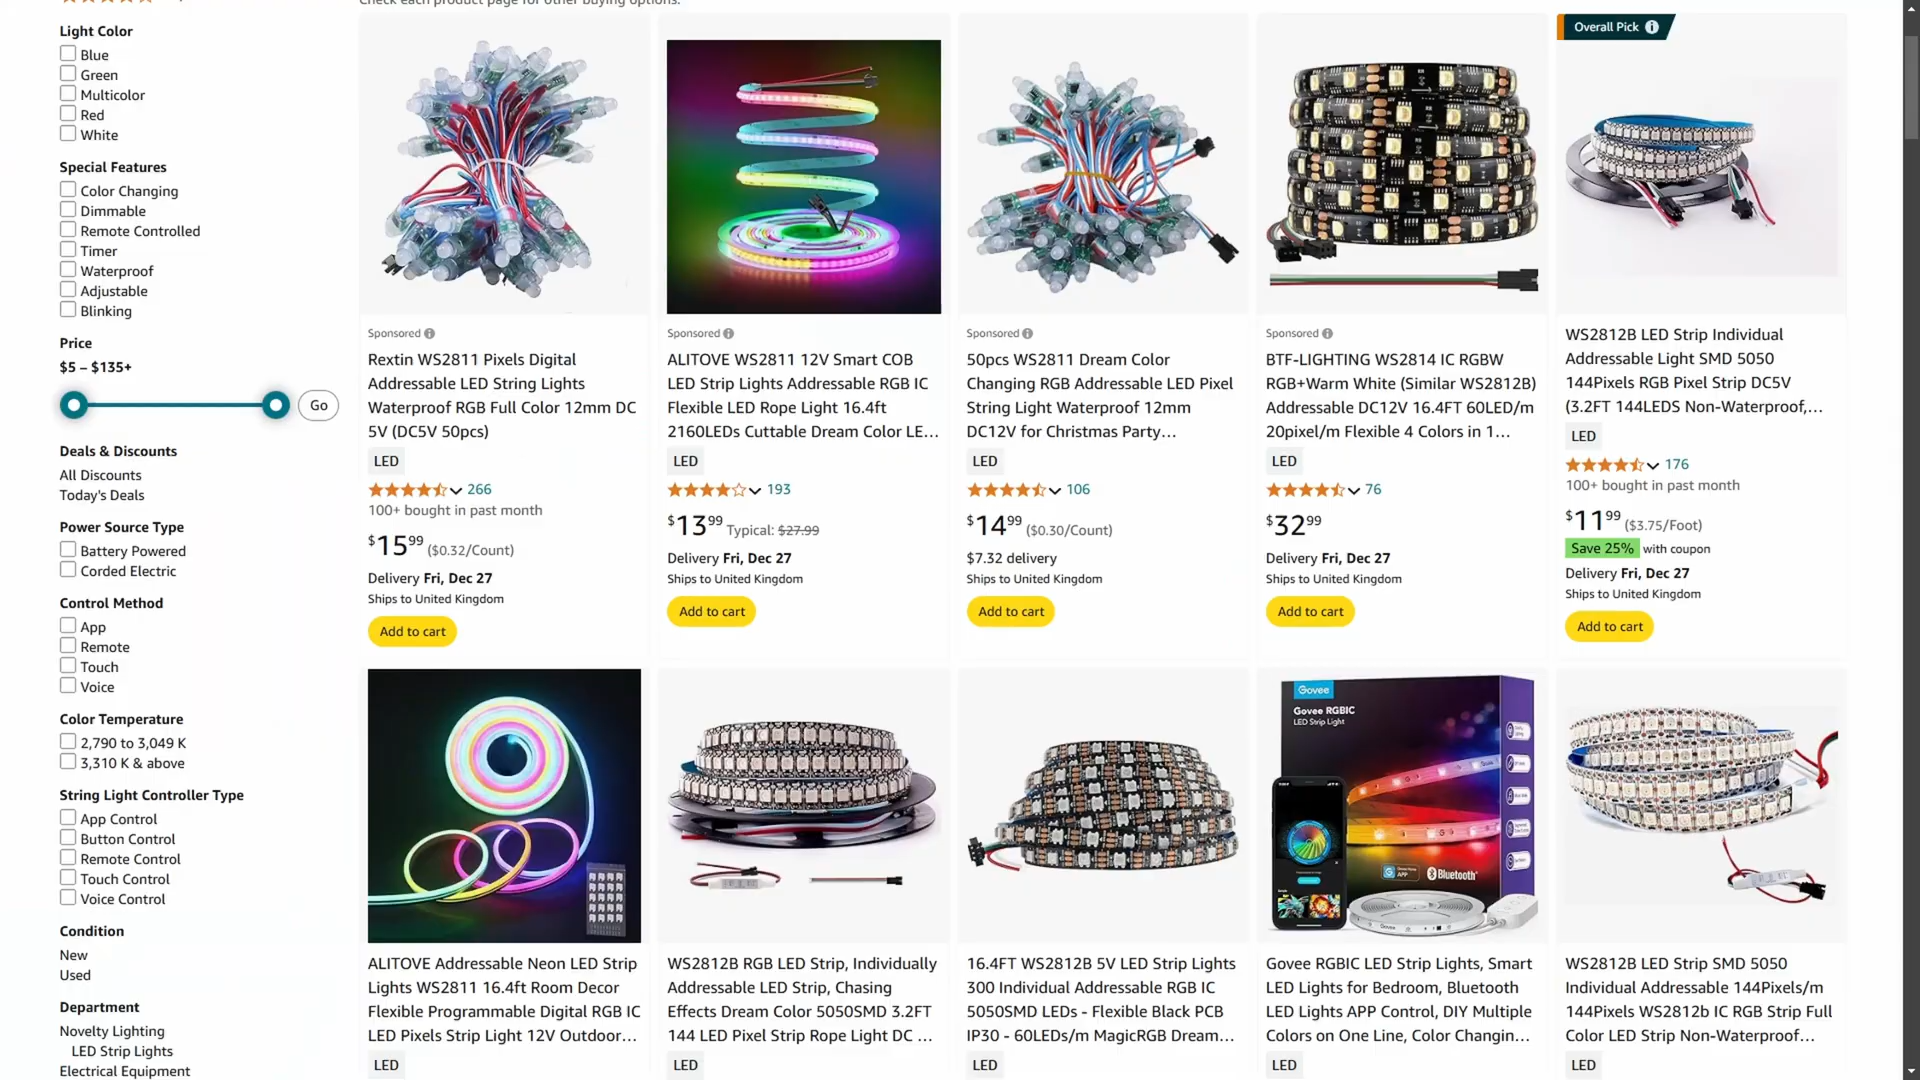 Check each product page for other buying options.
Light Color
Blue
Green
Multicolor
Red
White
Special Features
Color Changing
Dimmable
Remote Controlled
Timer
Waterproof
Adjustable
Blinking
Price
$5 – $135+
Go
Deals & Discounts
All Discounts
Today's Deals
Power Source Type
Battery Powered
Corded Electric
Control Method
App
Remote
Touch
Voice
Color Temperature
2,790 to 3,049 K
3,310 K & above
String Light Controller Type
App Control
Button Control
Remote Control
Touch Control
Voice Control
Condition
New
Used
Department
Novelty Lighting
LED Strip Lights
Electrical Equipment
Sponsored
Rextin WS2811 Pixels Digital
Addressable LED String Lights
Waterproof RGB Full Color 12mm DC
5V (DC5V 50pcs)
LED
266
100+ bought in past month
$15.99 ($0.32/Count)
Delivery Fri, Dec 27
Ships to United Kingdom
Add to cart
Sponsored
ALITOVE WS2811 12V Smart COB
LED Strip Lights Addressable RGB IC
Flexible LED Rope Light 16.4ft
2160LEDs Cuttable Dream Color LE…
LED
193
$13.99 Typical: $27.99
Delivery Fri, Dec 27
Ships to United Kingdom
Add to cart
Sponsored
50pcs WS2811 Dream Color
Changing RGB Addressable LED Pixel
String Light Waterproof 12mm
DC12V for Christmas Party…
LED
106
$14.99 ($0.30/Count)
$7.32 delivery
Ships to United Kingdom
Add to cart
Sponsored
BTF-LIGHTING WS2814 IC RGBW
RGB+Warm White (Similar WS2812B)
Addressable DC12V 16.4FT 60LED/m
20pixel/m Flexible 4 Colors in 1…
LED
76
$32.99
Delivery Fri, Dec 27
Ships to United Kingdom
Add to cart
Overall Pick
WS2812B LED Strip Individual
Addressable Light SMD 5050
144Pixels RGB Pixel Strip DC5V
(3.2FT 144LEDS Non-Waterproof,…
LED
176
100+ bought in past month
$11.99 ($3.75/Foot)
Save 25% with coupon
Delivery Fri, Dec 27
Ships to United Kingdom
Add to cart
ALITOVE Addressable Neon LED Strip
Lights WS2811 16.4ft Room Decor
Flexible Programmable Digital RGB IC
LED Pixels Strip Light 12V Outdoor…
LED
WS2812B RGB LED Strip, Individually
Addressable LED Strip, Chasing
Effects Dream Color 5050SMD 3.2FT
144 LED Pixel Strip Rope Light DC …
LED
16.4FT WS2812B 5V LED Strip Lights
300 Individual Addressable RGB IC
5050SMD LEDs - Flexible Black PCB
IP30 - 60LEDs/m MagicRGB Dream…
LED
Govee
Govee RGBIC
LED Strip Light
Bluetooth
Govee RGBIC LED Strip Lights, Smart
LED Lights for Bedroom, Bluetooth
LED Lights APP Control, DIY Multiple
Colors on One Line, Color Changin…
LED
WS2812B LED Strip SMD 5050
Individual Addressable 144Pixels/m
144Pixels WS2812b IC RGB Strip Full
Color LED Strip Non-Waterproof…
LED